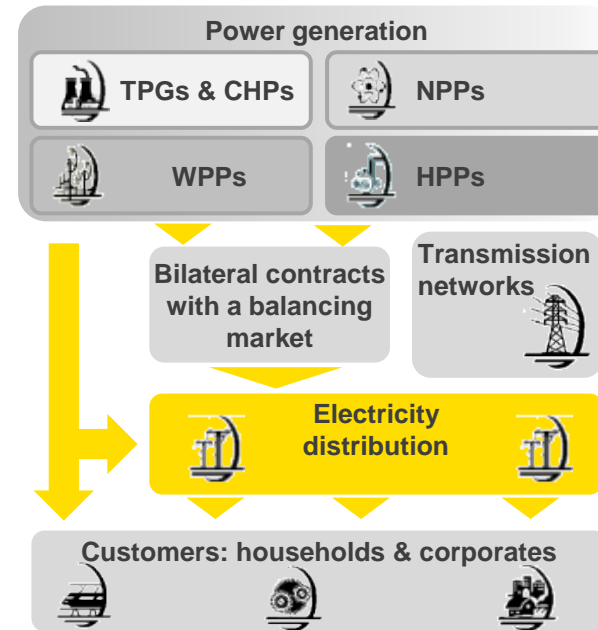 Power generation
TPGs & CHPs
NPPs
WPPs
HPPs
Bilateral contracts
with a balancing
market
Transmission
networks
Electricity
distribution
Customers: households & corporates